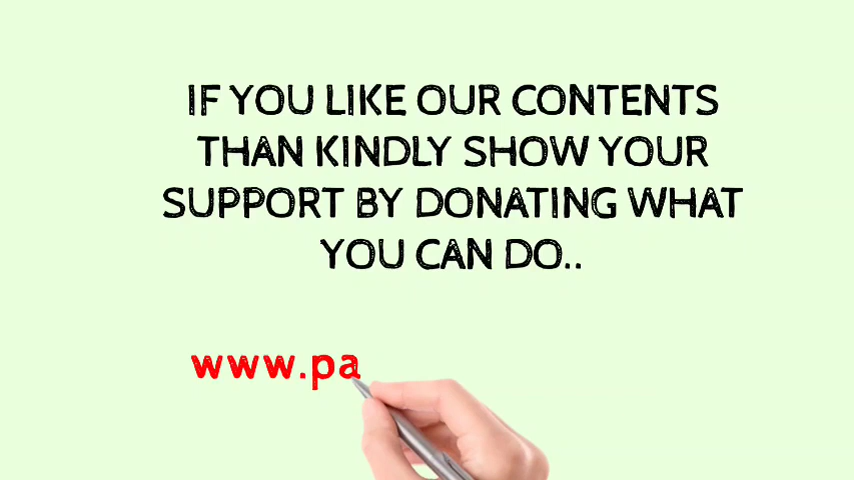 IF YOU LIKE OUR CONTENTS
THAN KINDLY SHOW YOUR
SUPPORT BY DONATING WHAT
YOU CAN DO..
www.pa